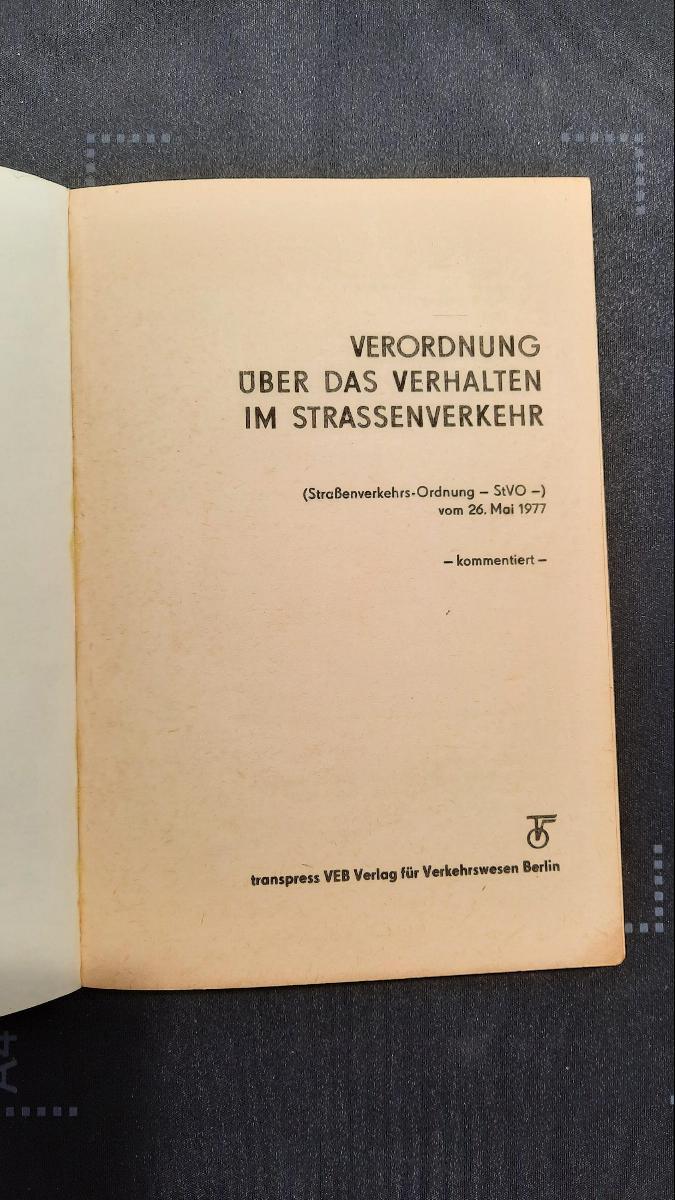 VERORDNUNG
ÜBER DAS VERHALTEN
IM STRASSENVERKEHR
(Straßenverkehrs-Ordnung – StVO –)
vom 26. Mai 1977
– kommentiert –
transpress VEB Verlag für Verkehrswesen Berlin
A4